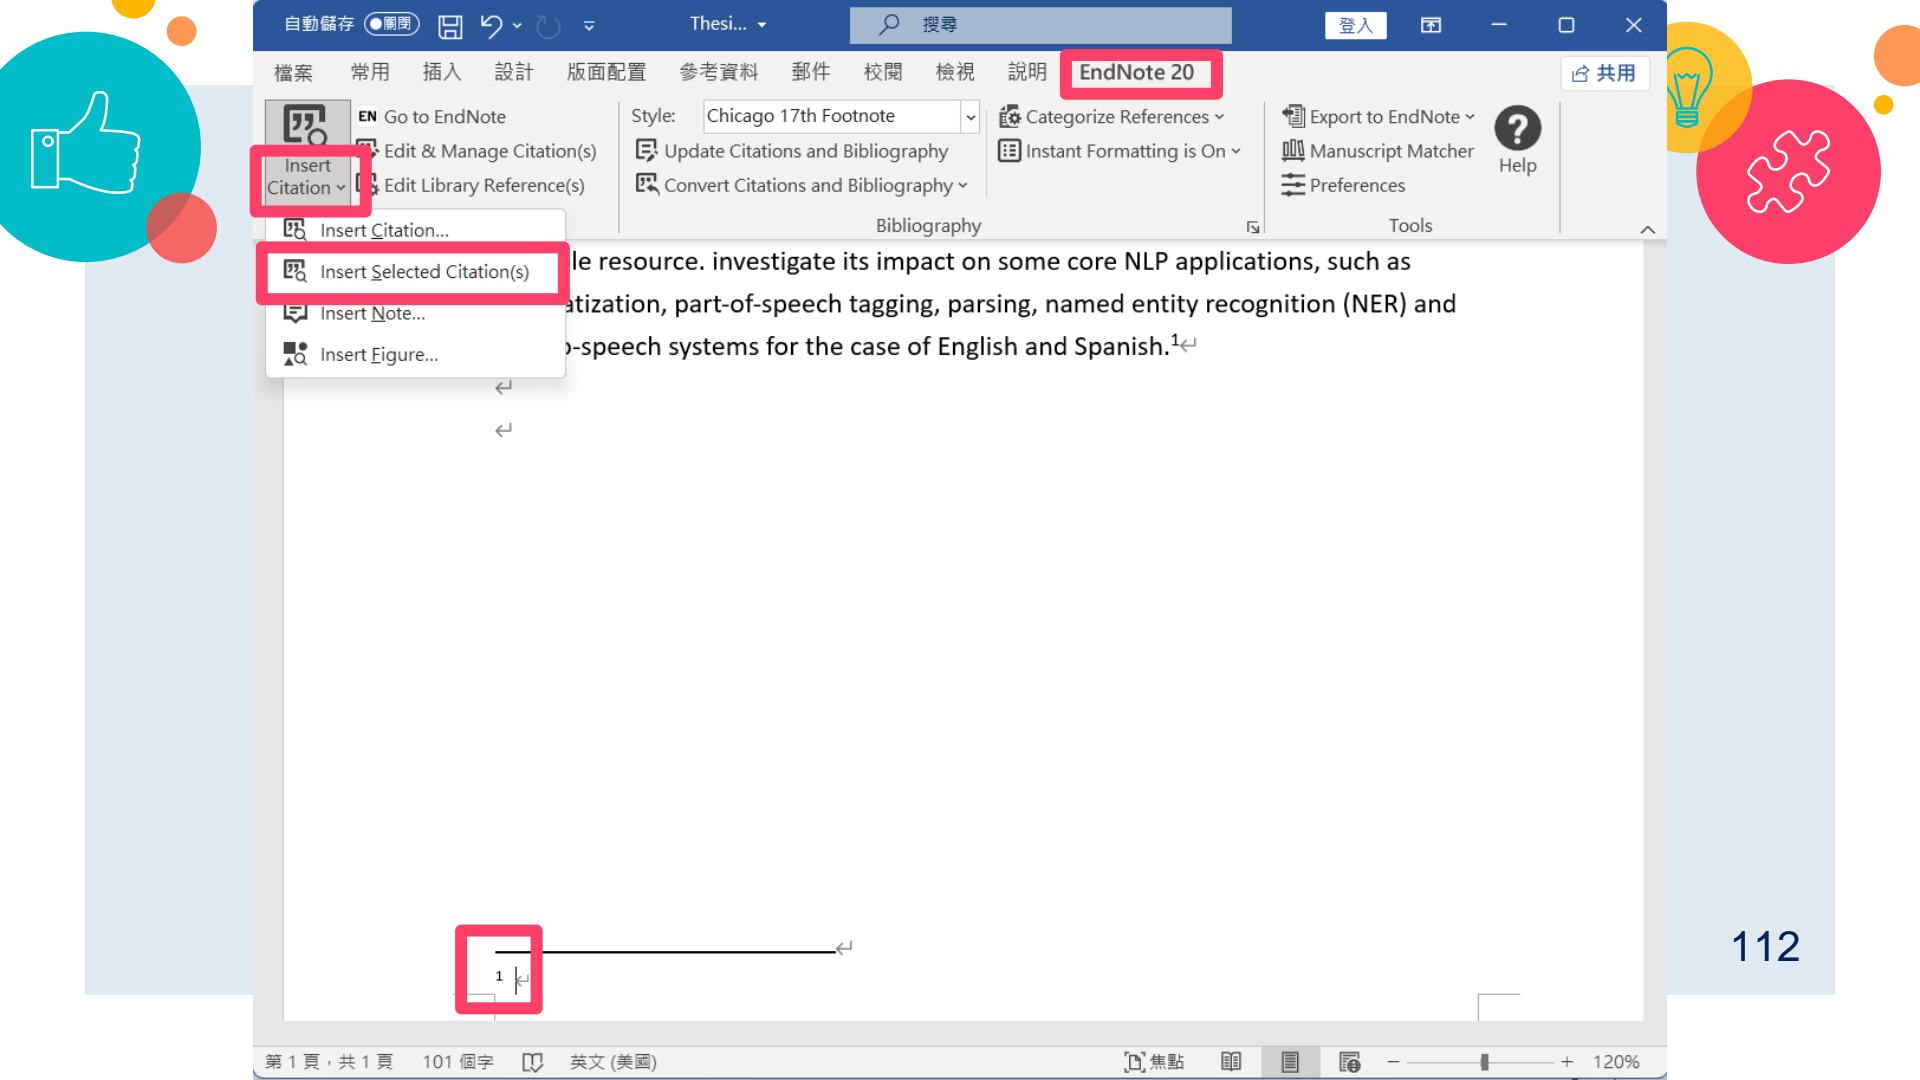 自動儲存 關閉 Thesi... 搜尋 登入
檔案 常用 插入 設計 版面配置 參考資料 郵件 校閱 檢視 說明 EndNote 20 共用
Insert Citation
EN Go to EndNote
Edit & Manage Citation(s)
Edit Library Reference(s)
Style: Chicago 17th Footnote
Update Citations and Bibliography
Convert Citations and Bibliography
Categorize References
Instant Formatting is On
Bibliography
Export to EndNote
Manuscript Matcher
Preferences
Tools
? Help
Insert Citation...
Insert Selected Citation(s)
Insert Note...
Insert Figure...
le resource. investigate its impact on some core NLP applications, such as
atization, part-of-speech tagging, parsing, named entity recognition (NER) and
-speech systems for the case of English and Spanish.1
1
112
第 1 頁，共 1 頁 101 個字 英文 (美國) 焦點 120%